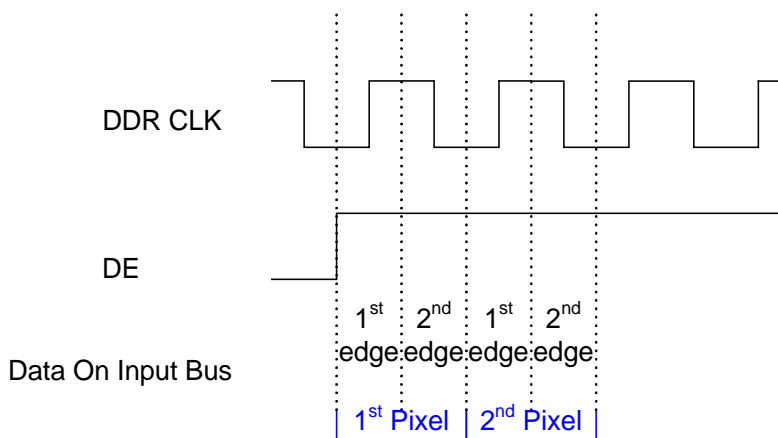 DDR CLK
DE
1st 2nd 1st 2nd
edge edge edge edge
Data On Input Bus
1st Pixel 2nd Pixel